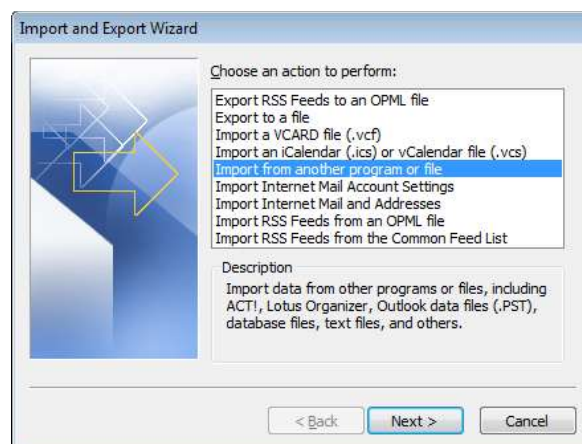 Import and Export Wizard
Choose an action to perform:
Export RSS Feeds to an OPML file
Export to a file
Import a VCARD file (.vcf)
Import an iCalendar (.ics) or vCalendar file (.vcs)
Import from another program or file
Import Internet Mail Account Settings
Import Internet Mail and Addresses
Import RSS Feeds from an OPML file
Import RSS Feeds from the Common Feed List
Description
Import data from other programs or files, including
ACT!, Lotus Organizer, Outlook data files (.PST),
database files, text files, and others.
< Back Next > Cancel